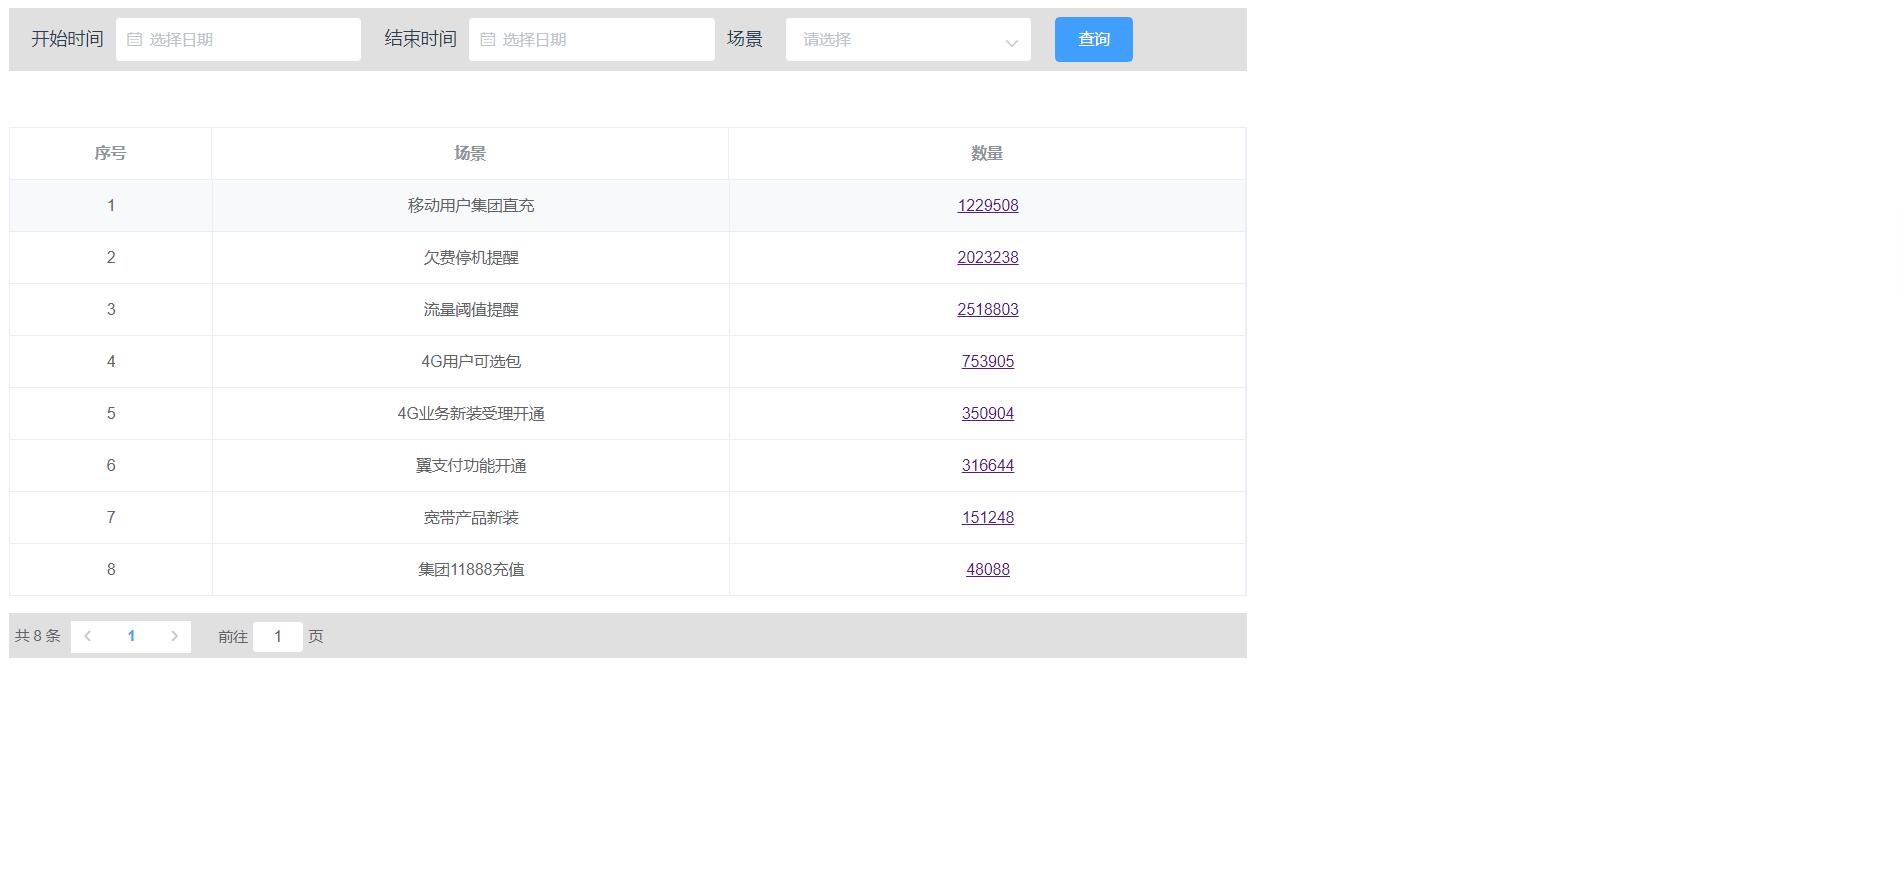 开始时间 选择日期 结束时间 选择日期 场景 请选择 查询
序号 场景 数量
1 移动用户集团直充 1229508
2 欠费停机提醒 2023238
3 流量阈值提醒 2518803
4 4G用户可选包 753905
5 4G业务新装受理开通 350904
6 翼支付功能开通 316644
7 宽带产品新装 151248
8 集团11888充值 48088
共 8 条 1 前往 1 页